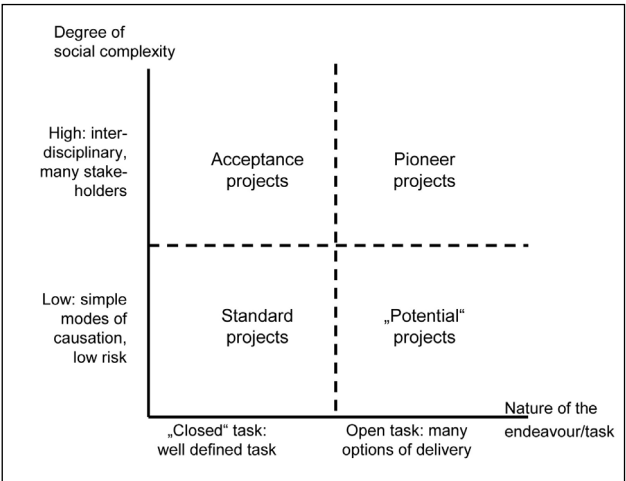 Degree of
social complexity
High: inter-
disciplinary,
many stake-
holders
Acceptance
projects
Pioneer
projects
Low: simple
modes of
causation,
low risk
Standard
projects
„Potential“
projects
„Closed“ task:
well defined task
Open task: many
options of delivery
Nature of the
endeavour/task